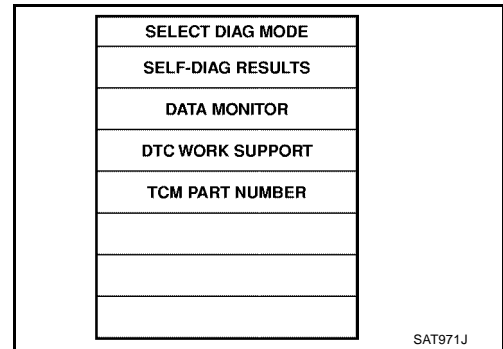 SELECT DIAG MODE
SELF-DIAG RESULTS
DATA MONITOR
DTC WORK SUPPORT
TCM PART NUMBER
SAT971J